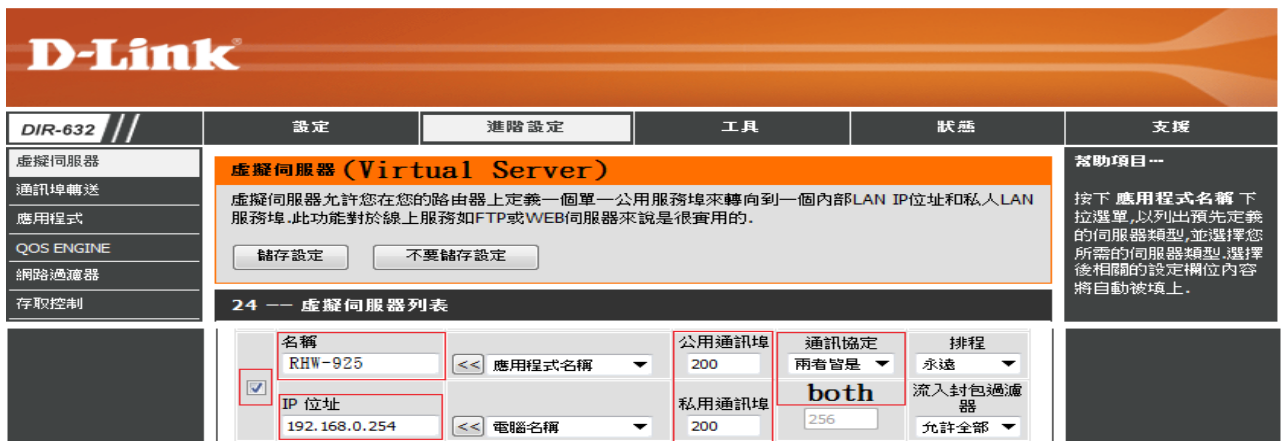 D-Link
DIR-632
設定
進階設定
工具
狀態
支援
虛擬伺服器
通訊埠轉送
應用程式
QOS ENGINE
網路過濾器
存取控制
虛擬伺服器(Virtual Server)
虛擬伺服器允許您在您的路由器上定義一個單一公用服務埠來轉向到一個內部LAN IP位址和私人LAN
服務埠.此功能對於線上服務如FTP或WEB伺服器來說是很實用的.
儲存設定 不要儲存設定
24 -- 虛擬伺服器列表
名稱
RHW-925
<< 應用程式名稱
公用通訊埠
200
通訊協定
兩者皆是
排程
永遠
IP 位址
192.168.0.254
<< 電腦名稱
私用通訊埠
200
both
256
流入封包過濾
器
允許全部
幫助項目…
按下 應用程式名稱 下
拉選單,以列出預先定義
的伺服器類型,並選擇您
所需的伺服器類型.選擇
後相關的設定欄位內容
將自動被填上.